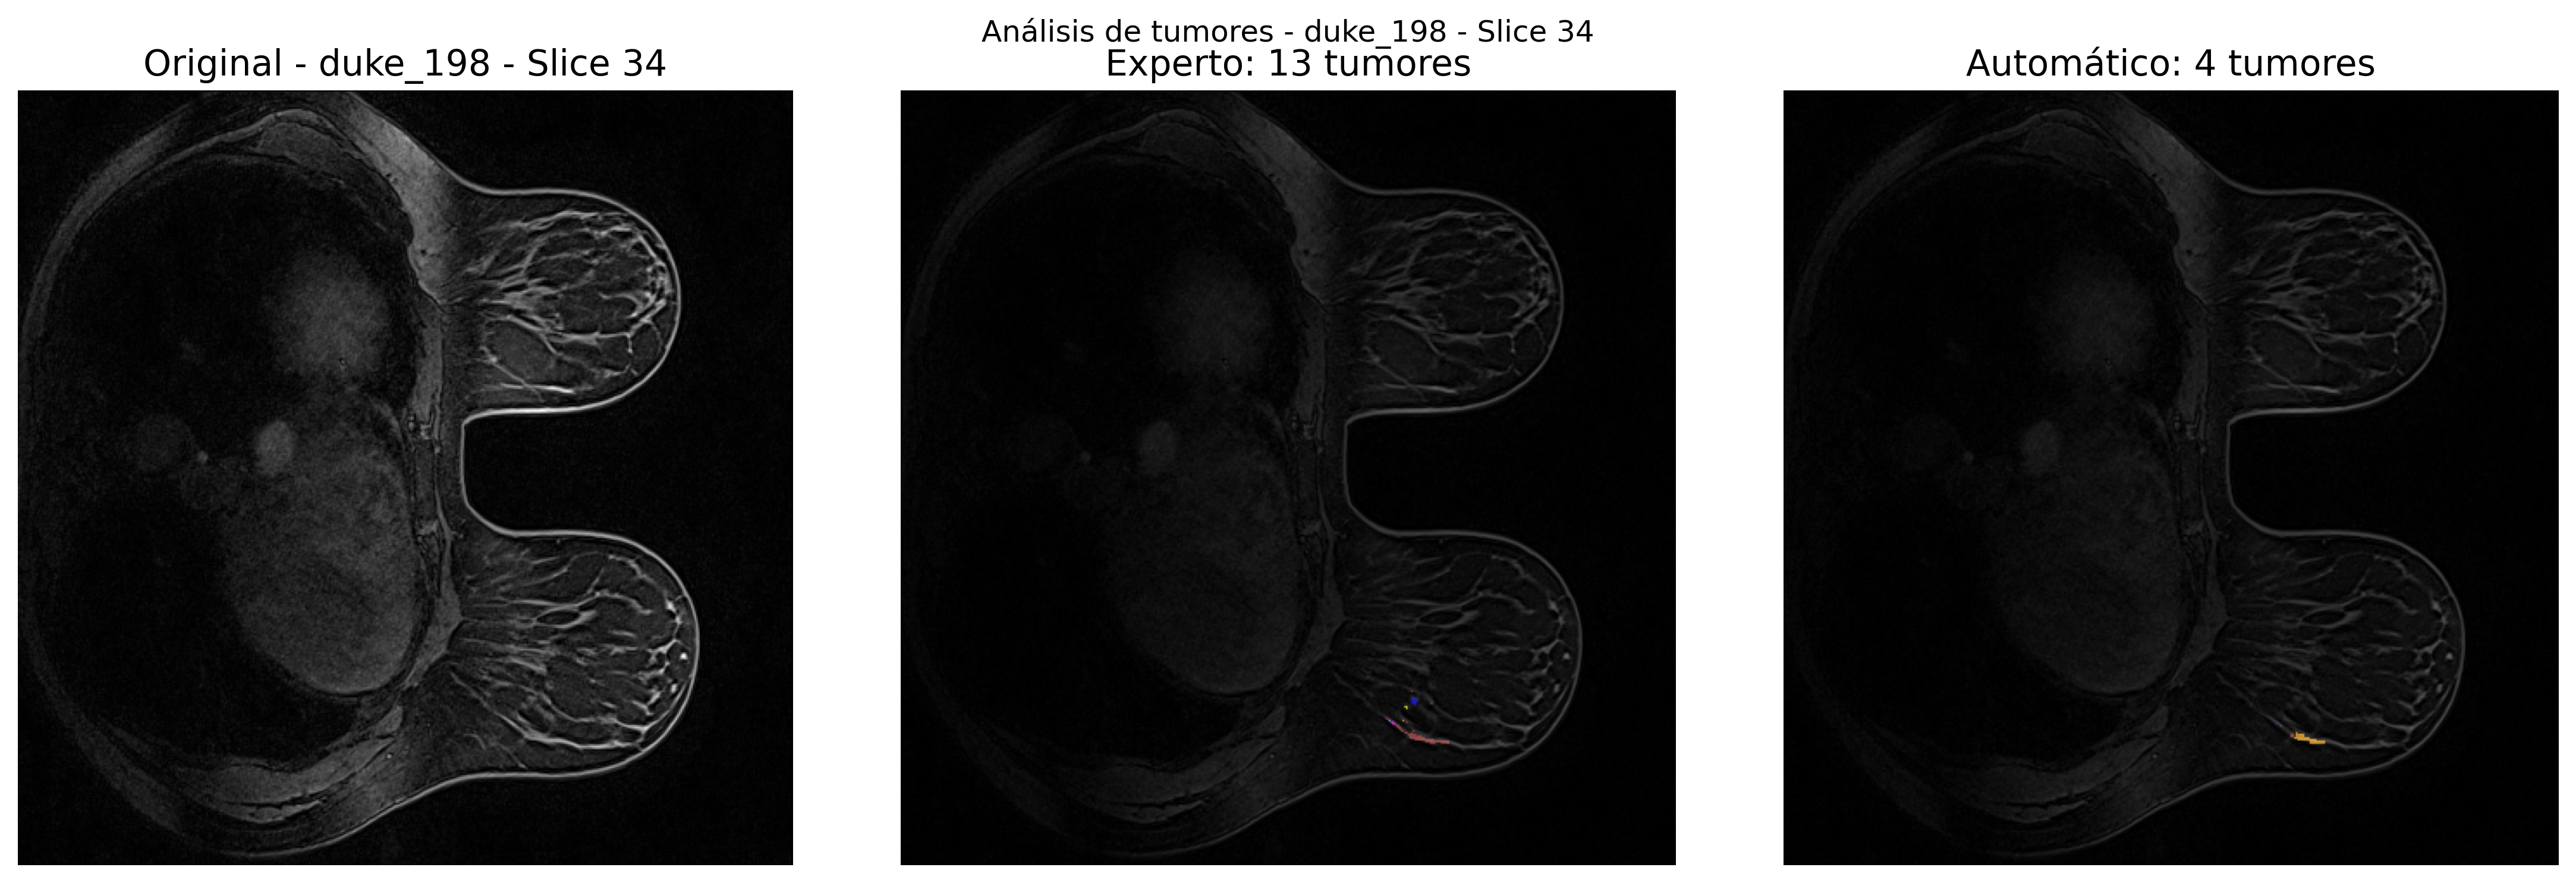 Análisis de tumores - duke_198 - Slice 34
Original - duke_198 - Slice 34
Experto: 13 tumores
Automático: 4 tumores